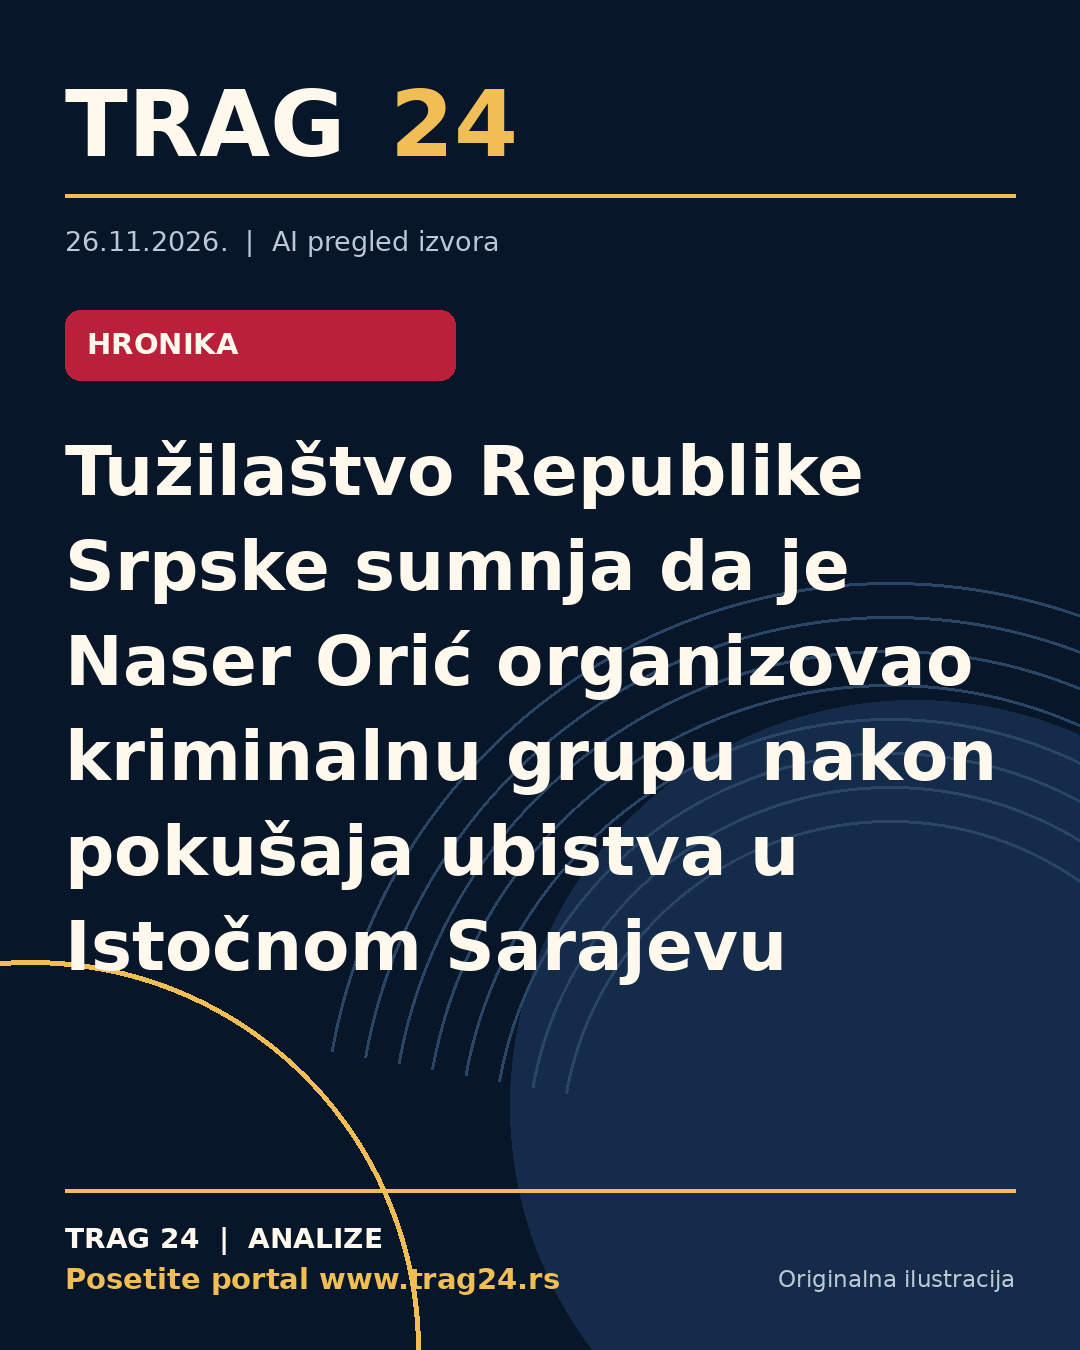 TRAG 24
26.11.2026. | AI pregled izvora
HRONIKA
Tužilaštvo Republike
Srpske sumnja da je
Naser Orić organizovao
kriminalnu grupu nakon
pokušaja ubistva u
Istočnom Sarajevu
TRAG 24 | ANALIZE
Posetite portal www.trag24.rs
Originalna ilustracija